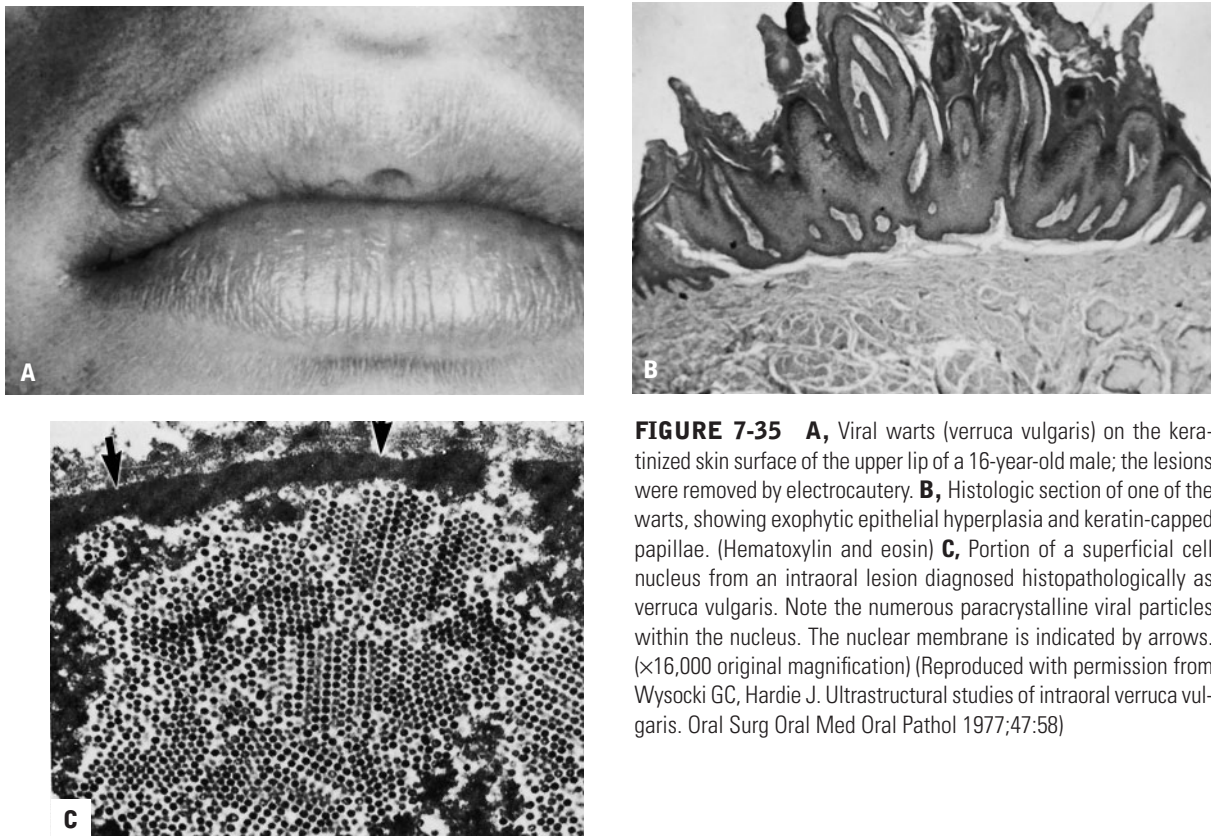 A
B
C
FIGURE 7-35 A, Viral warts (verruca vulgaris) on the kera-
tinized skin surface of the upper lip of a 16-year-old male; the lesions
were removed by electrocautery. B, Histologic section of one of the
warts, showing exophytic epithelial hyperplasia and keratin-capped
papillae. (Hematoxylin and eosin) C, Portion of a superficial cell
nucleus from an intraoral lesion diagnosed histopathologically as
verruca vulgaris. Note the numerous paracrystalline viral particles
within the nucleus. The nuclear membrane is indicated by arrows.
(×16,000 original magnification) (Reproduced with permission from
Wysocki GC, Hardie J. Ultrastructural studies of intraoral verruca vul-
garis. Oral Surg Oral Med Oral Pathol 1977;47:58)